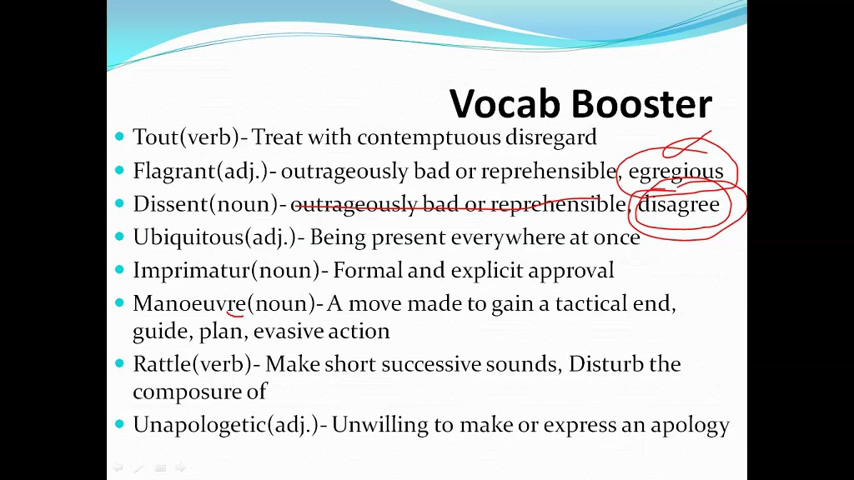 Vocab Booster
Tout(verb)- Treat with contemptuous disregard
Flagrant(adj.)- outrageously bad or reprehensible, egregious
Dissent(noun)- outrageously bad or reprehensible, disagree
Ubiquitous(adj.)- Being present everywhere at once
Imprimatur(noun)- Formal and explicit approval
Manoeuvre(noun)- A move made to gain a tactical end,
guide, plan, evasive action
Rattle(verb)- Make short successive sounds, Disturb the
composure of
Unapologetic(adj.)- Unwilling to make or express an apology